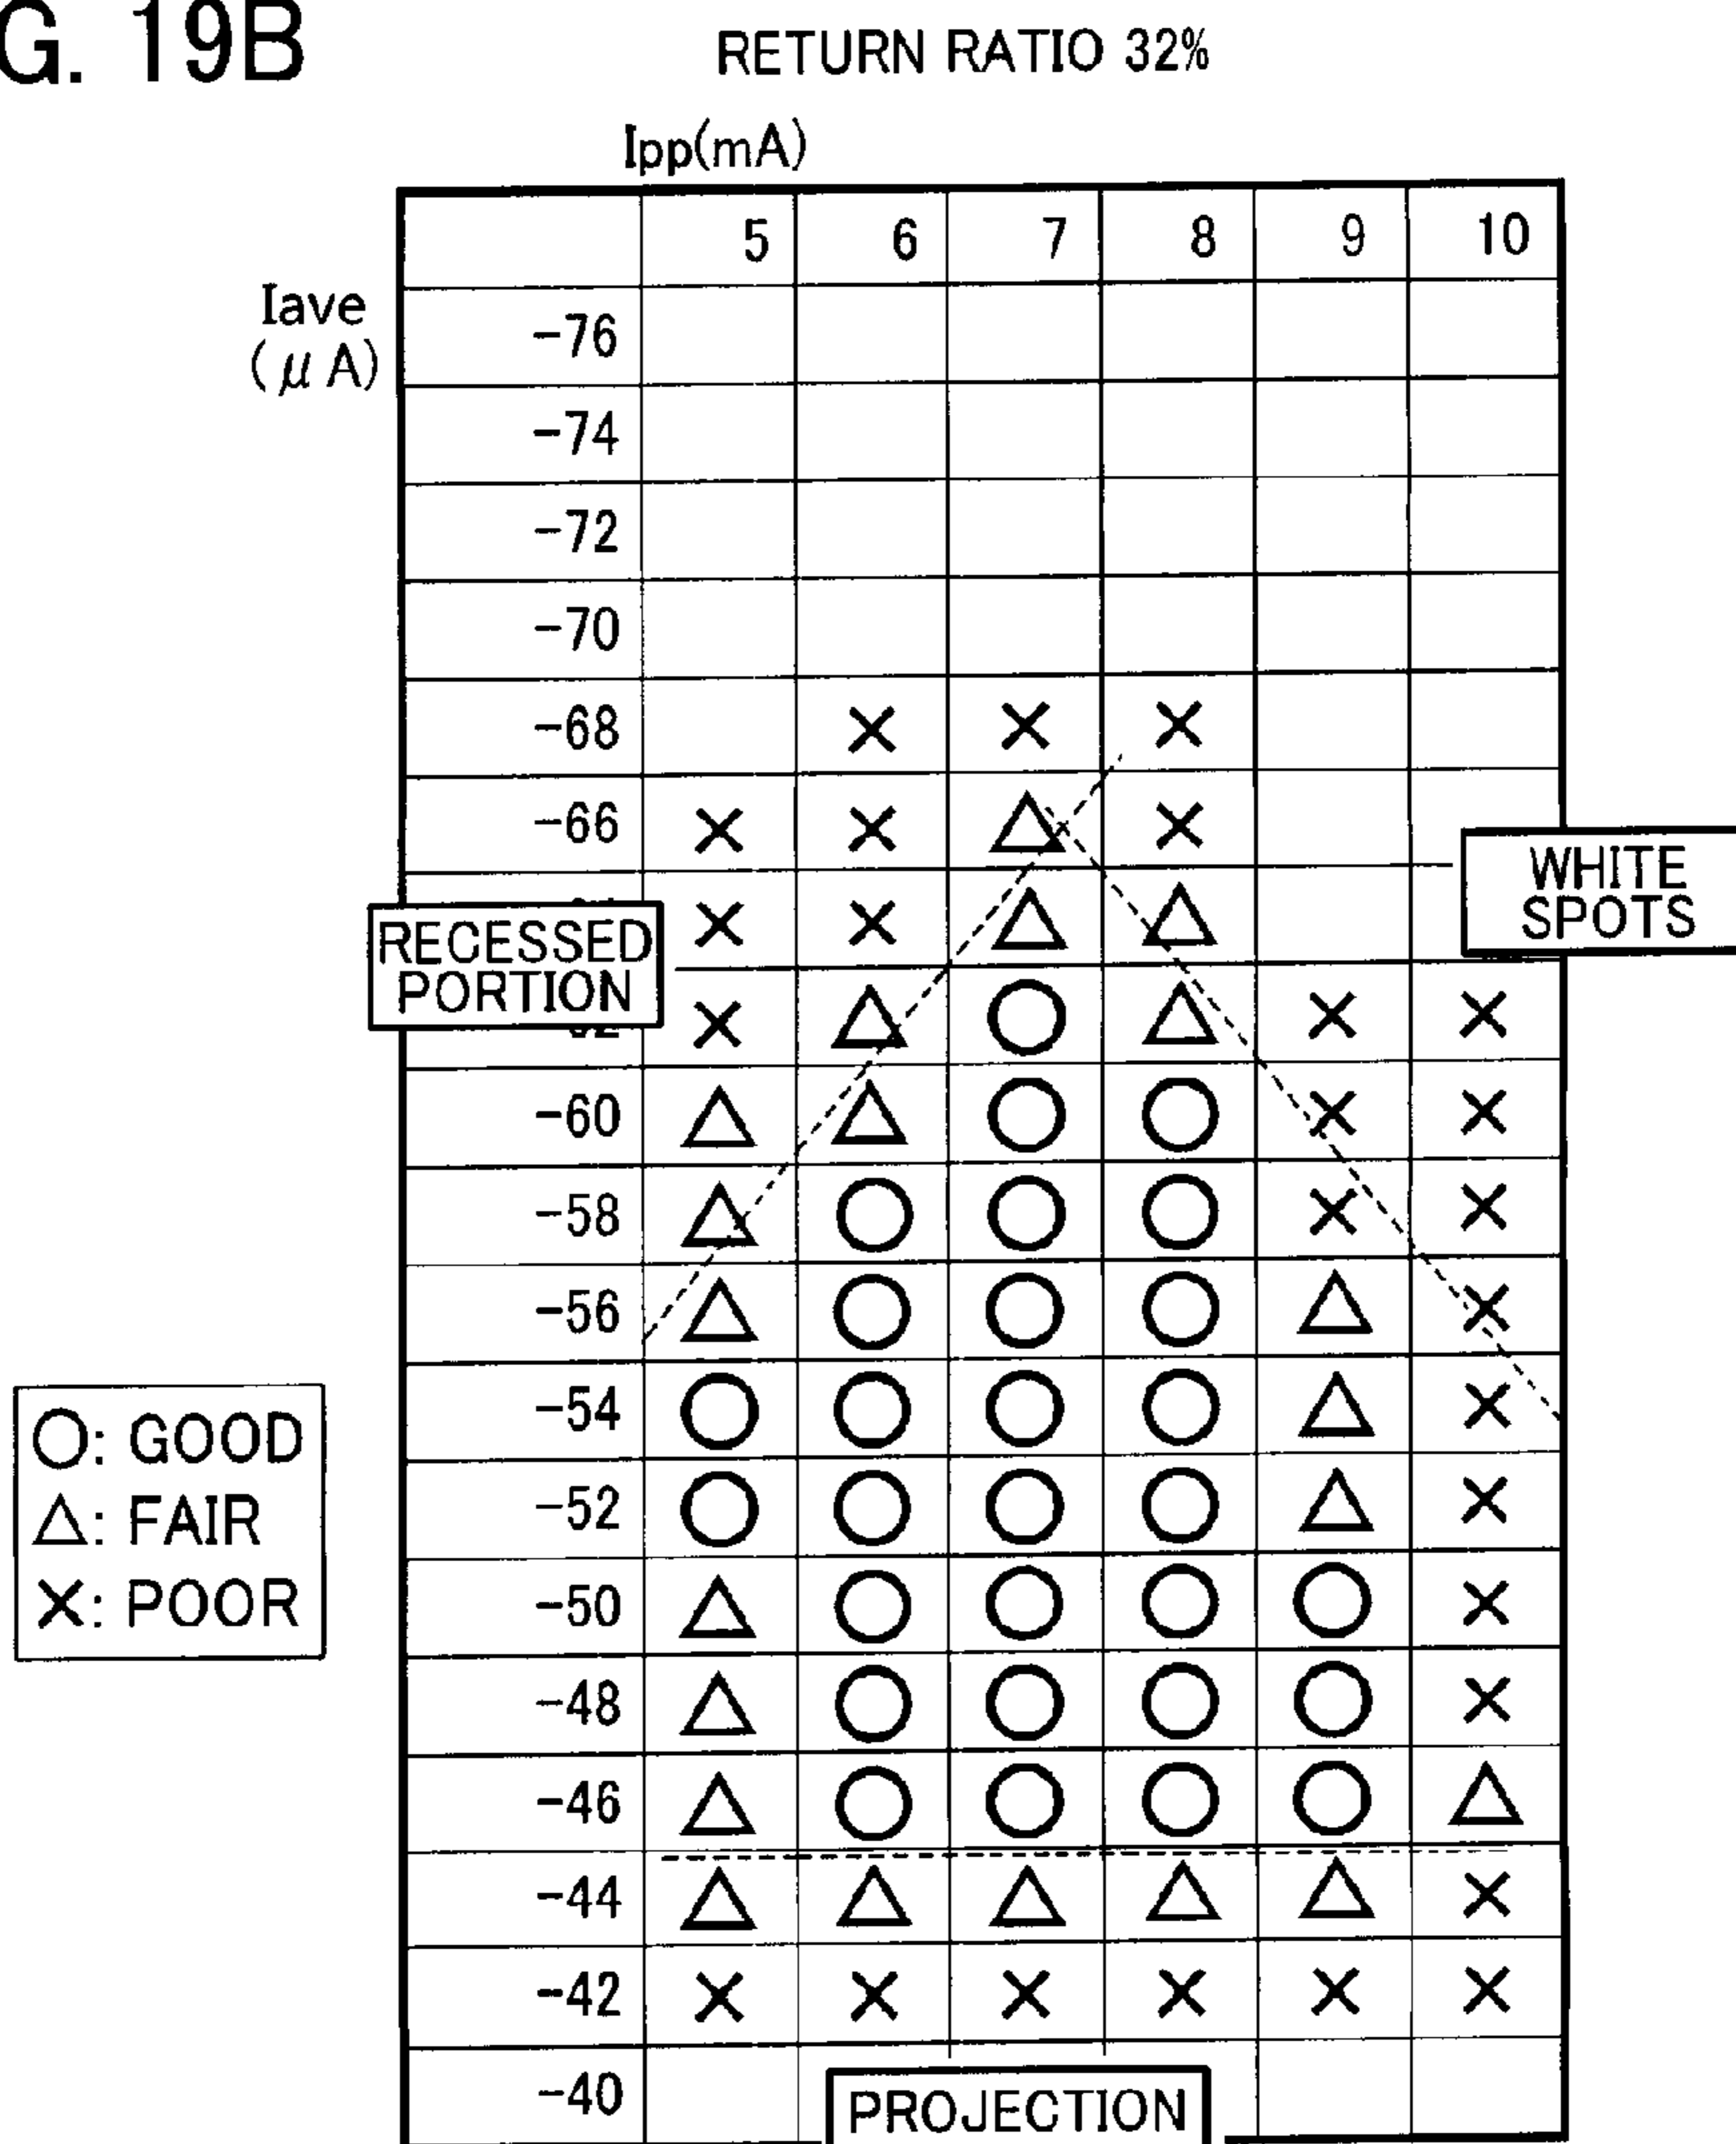 G. 19B
RETURN RATIO 32%
Ipp(mA)
5 6 7 8 9 10
Iave
(μA)
-76
-74
-72
-70
-68 × × ×
-66 × × △ ×
× × △ △
WHITE
SPOTS
RECESSED
PORTION
× △ ○ △ × ×
-60 △ △ ○ ○ × ×
-58 △ ○ ○ ○ × ×
-56 △ ○ ○ ○ △ ×
-54 ○ ○ ○ ○ △ ×
-52 ○ ○ ○ ○ △ ×
-50 △ ○ ○ ○ ○ ×
-48 △ ○ ○ ○ ○ ×
-46 △ ○ ○ ○ ○ △
-44 △ △ △ △ △ ×
-42 × × × × × ×
-40
PROJECTION
○: GOOD
△: FAIR
×: POOR